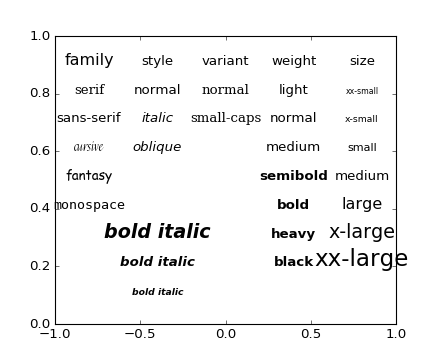 1.0
family style variant weight size
serif normal normal light xx-small
0.8
sans-serif italic small-caps normal x-small
cursive oblique medium small
0.6
fantasy semibold medium
monospace bold large
0.4
bold italic heavy x-large
bold italic black xx-large
0.2
bold italic
0.0
−1.0 −0.5 0.0 0.5 1.0